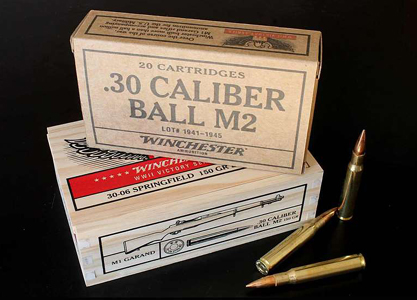 20 CARTRIDGES
.30 CALIBER
BALL M2
LOT# 1941-1945
WINCHESTER
AMMUNITION
WINCHESTER
WWII VICTORY
30-06 SPRINGFIELD 150 GR
M1 GARAND
.30 CALIBER
BALL M2